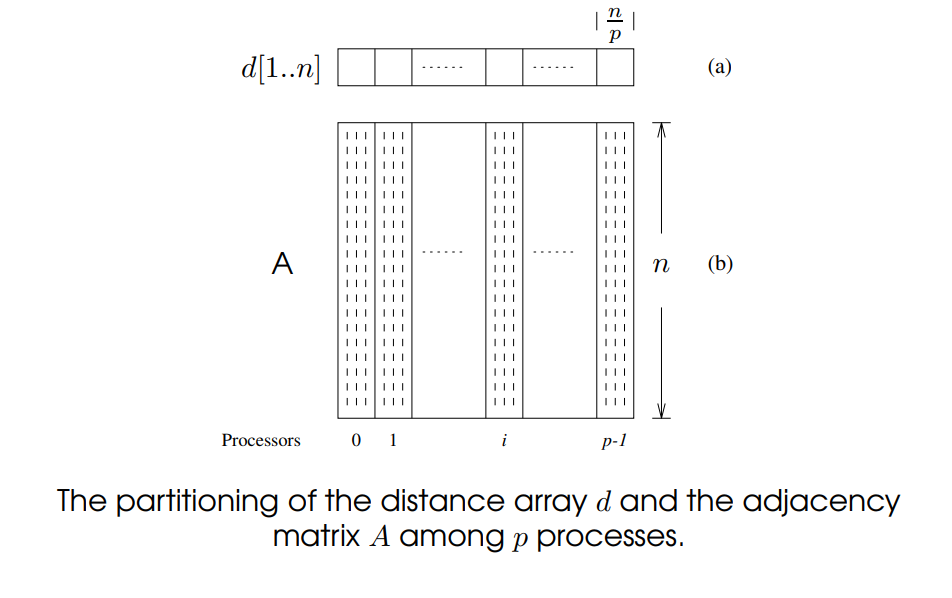 n
p
d[1..n]
(a)
A
n
(b)
Processors 0 1 i p-1
The partitioning of the distance array d and the adjacency
matrix A among p processes.